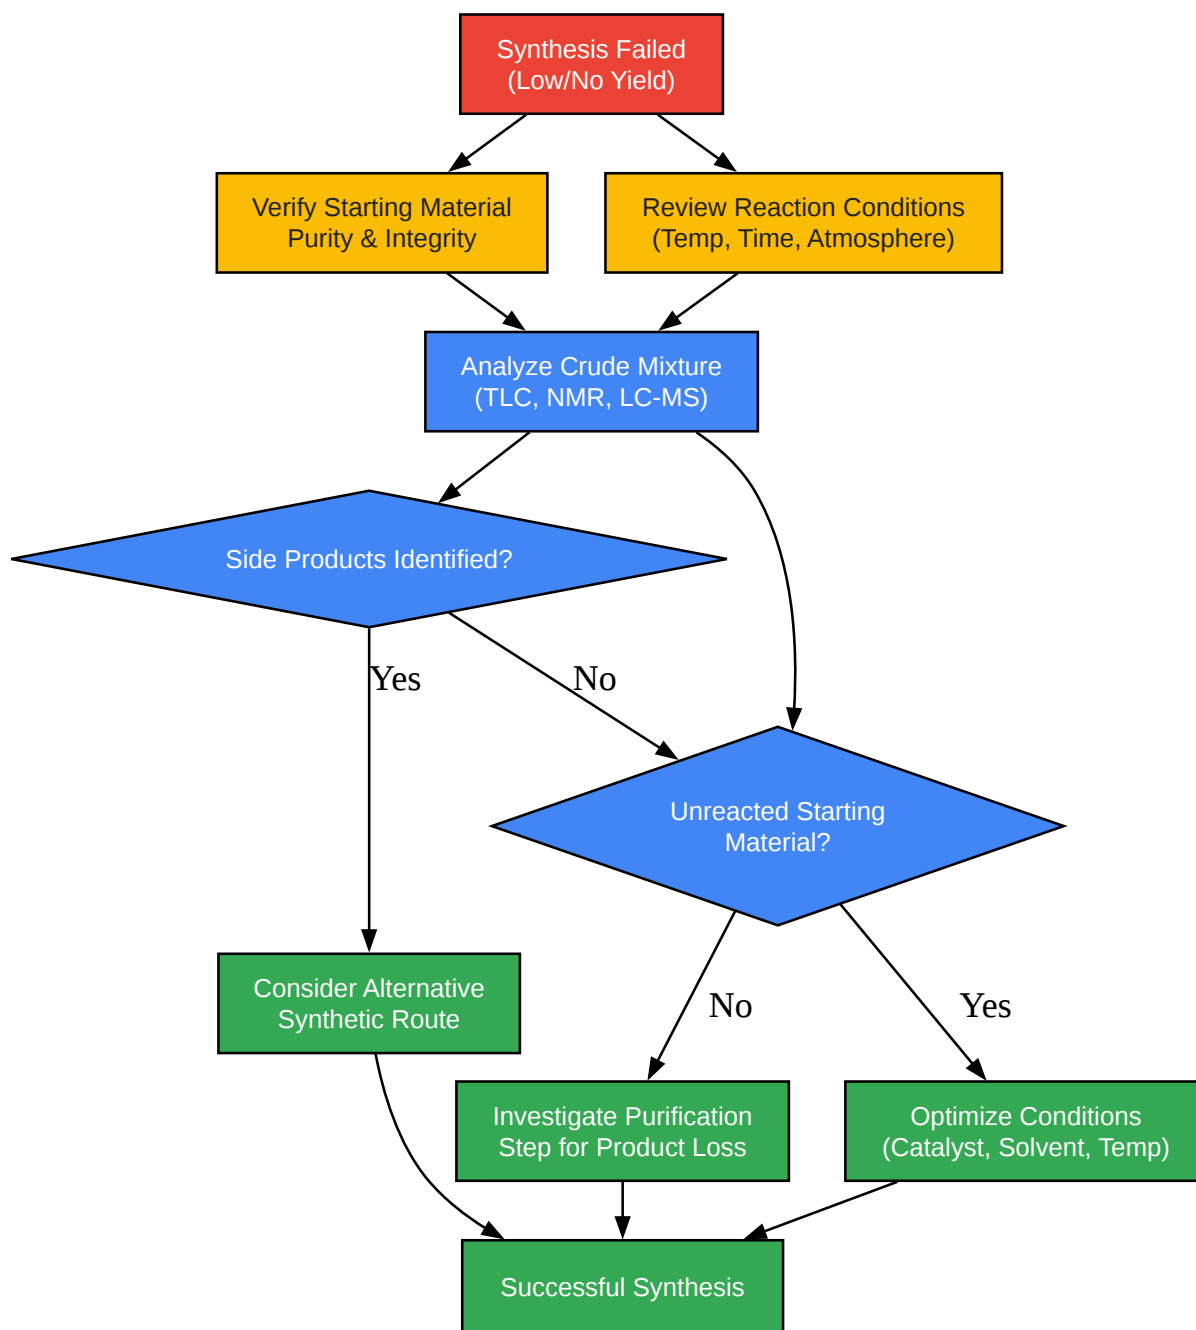 Synthesis Failed
(Low/No Yield)
Verify Starting Material
Purity & Integrity
Review Reaction Conditions
(Temp, Time, Atmosphere)
Analyze Crude Mixture
(TLC, NMR, LC-MS)
Side Products Identified?
Yes
No
Unreacted Starting
Material?
Consider Alternative
Synthetic Route
No
Yes
Investigate Purification
Step for Product Loss
Optimize Conditions
(Catalyst, Solvent, Temp)
Successful Synthesis